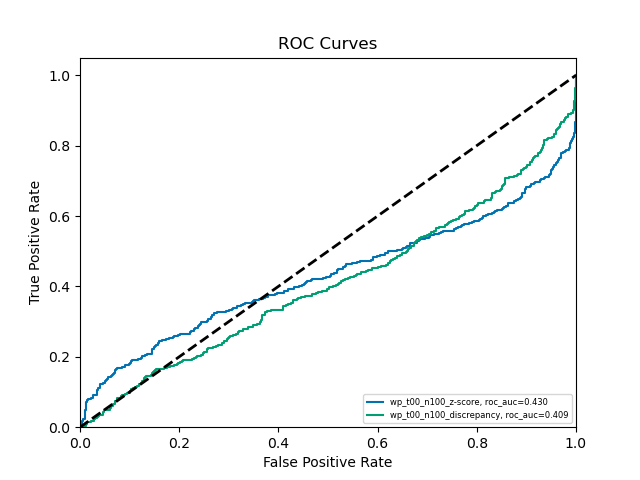 ROC Curves
True Positive Rate
1.0
0.8
0.6
0.4
0.2
0.0
wp_t00_n100_z-score, roc_auc=0.430
wp_t00_n100_discrepancy, roc_auc=0.409
0.0 0.2 0.4 0.6 0.8 1.0
False Positive Rate